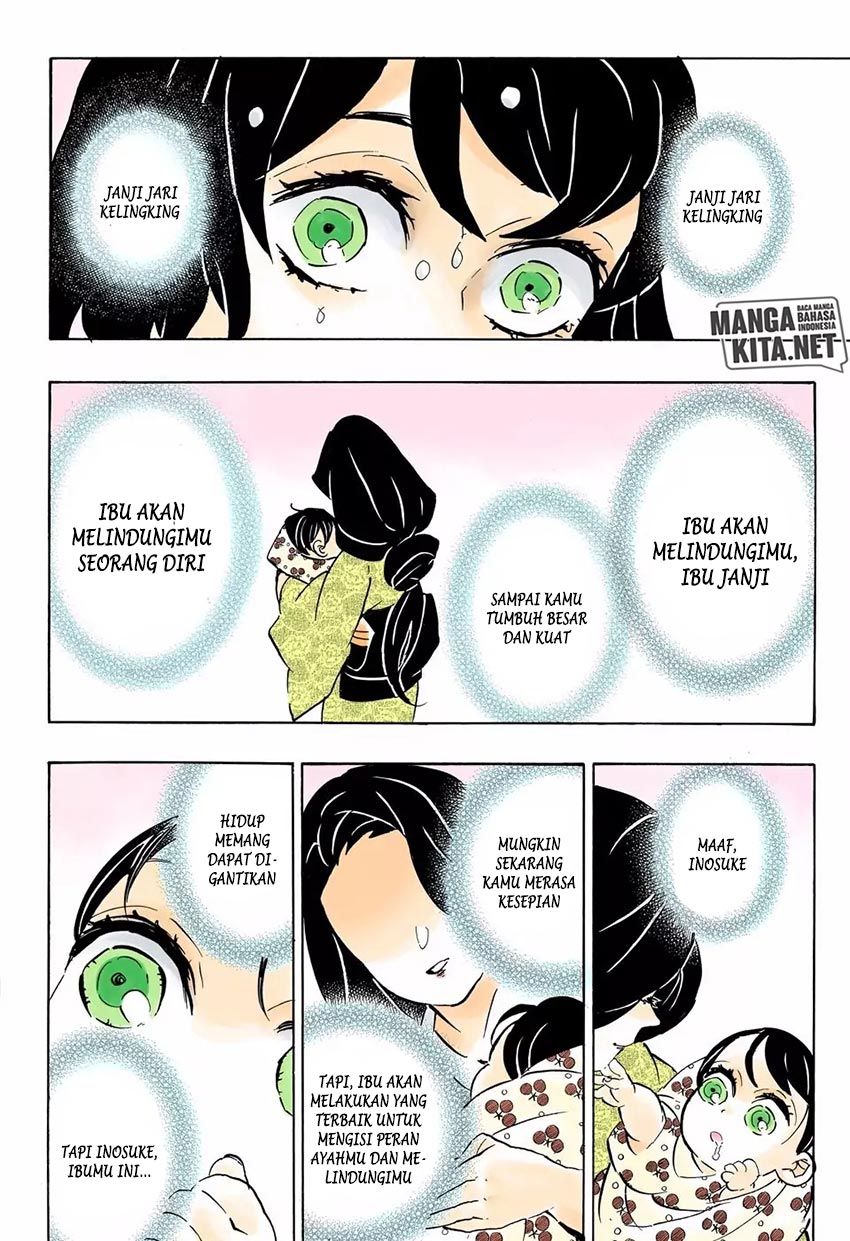 JANJI JARI
KELINGKING
JANJI JARI
KELINGKING
MANGA
KITA.NET
BACA MANGA
BAHASA
INDONESIA
IBU AKAN
MELINDUNGIMU,
IBU JANJI
SAMPAI KAMU
TUMBUH BESAR
DAN KUAT
IBU AKAN
MELINDUNGIMU
SEORANG DIRI
MAAF,
INOSUKE
MUNGKIN
SEKARANG
KAMU MERASA
KESEPIAN
TAPI, IBU AKAN
MELAKUKAN YANG
TERBAIK UNTUK
MENGISI PERAN
AYAHMU DAN ME-
LINDUNGIMU
HIDUP
MEMANG
DAPAT DI-
GANTIKAN
TAPI INOSUKE,
IBUMU INI...